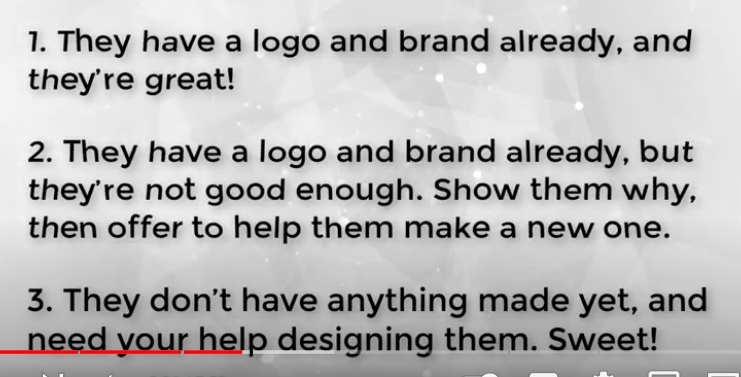 1. They have a logo and brand already, and
they're great!
2. They have a logo and brand already, but
they're not good enough. Show them why,
then offer to help them make a new one.
3. They don't have anything made yet, and
need your help designing them. Sweet!